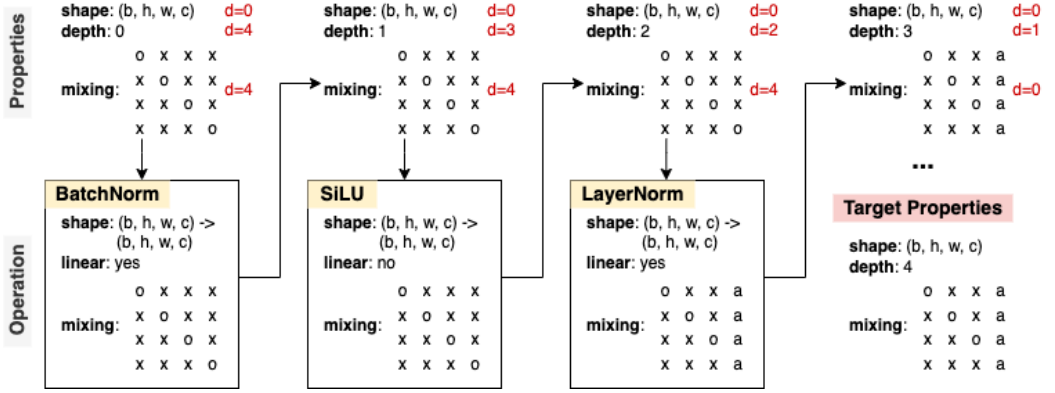 Properties
shape: (b, h, w, c) d=0
depth: 0 d=4
o x x x
x o x x
mixing: d=4
x x o x
x x x o
shape: (b, h, w, c) d=0
depth: 1 d=3
o x x x
x o x x
mixing: d=4
x x o x
x x x o
shape: (b, h, w, c) d=0
depth: 2 d=2
o x x x
x o x x
mixing: d=4
x x o x
x x x o
shape: (b, h, w, c) d=0
depth: 3 d=1
o x x a
x o x a
mixing: d=0
x x o a
x x x a
...
Operation
BatchNorm
shape: (b, h, w, c) ->
(b, h, w, c)
linear: yes
o x x x
x o x x
mixing:
x x o x
x x x o
SiLU
shape: (b, h, w, c) ->
(b, h, w, c)
linear: no
o x x x
x o x x
mixing:
x x o x
x x x o
LayerNorm
shape: (b, h, w, c) ->
(b, h, w, c)
linear: yes
o x x a
x o x a
mixing:
x x o a
x x x a
Target Properties
shape: (b, h, w, c)
depth: 4
o x x a
x o x a
mixing:
x x o a
x x x a